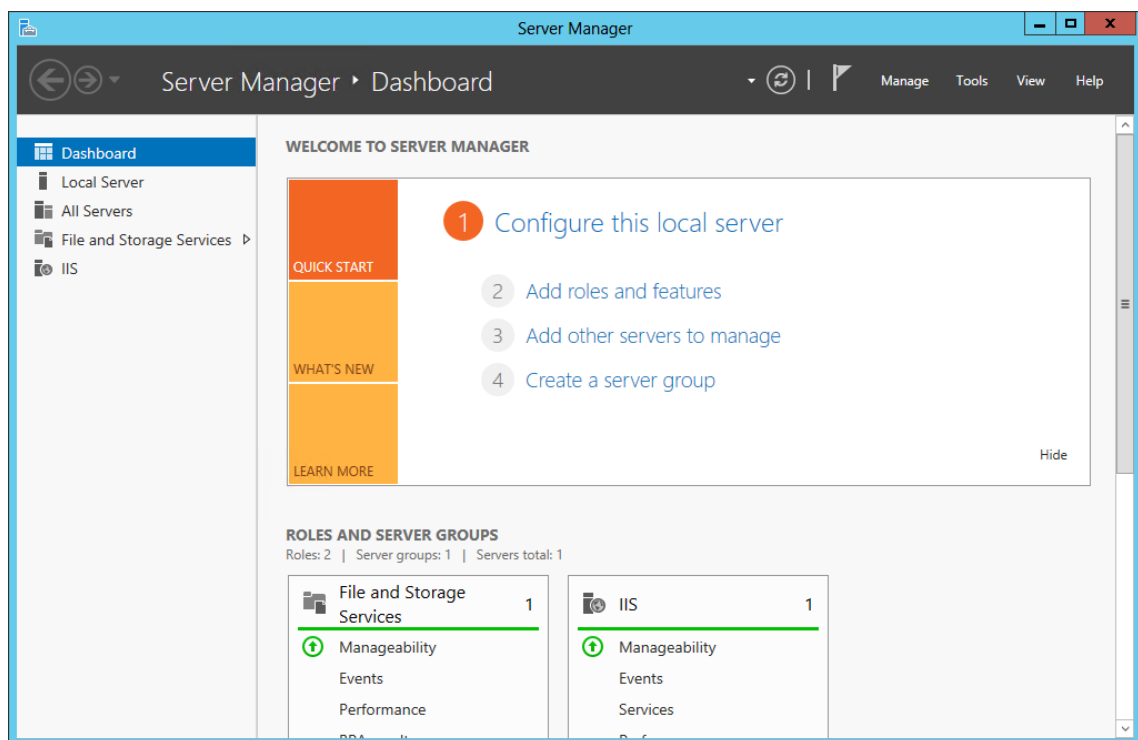 Server Manager
Server Manager ‣ Dashboard
Manage Tools View Help
Dashboard
Local Server
All Servers
File and Storage Services
IIS
WELCOME TO SERVER MANAGER
QUICK START
WHAT'S NEW
LEARN MORE
1 Configure this local server
2 Add roles and features
3 Add other servers to manage
4 Create a server group
Hide
ROLES AND SERVER GROUPS
Roles: 2 | Server groups: 1 | Servers total: 1
File and Storage
Services 1
Manageability
Events
Performance
IIS 1
Manageability
Events
Services